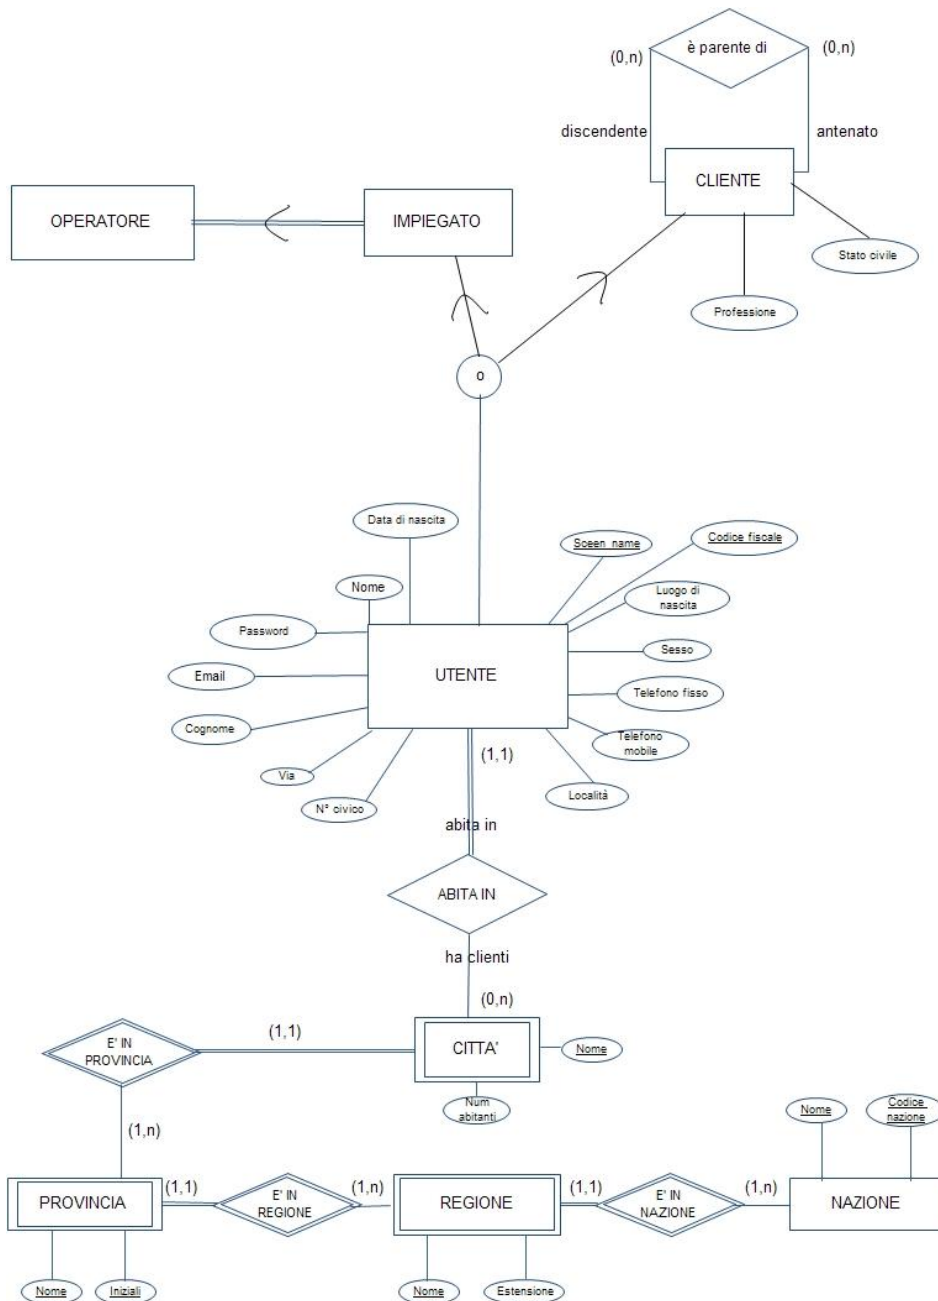 è parente di
(0,n)
(0,n)
discendente
antenato
CLIENTE
OPERATORE
IMPIEGATO
Stato civile
Professione
o
Data di nascita
Sceen name
Codice fiscale
Nome
Luogo di
nascita
Password
Sesso
Email
UTENTE
Telefono fisso
Cognome
Telefono
mobile
(1,1)
Via
Località
N° civico
abita in
ABITA IN
ha clienti
(0,n)
E' IN
PROVINCIA
(1,1)
CITTA'
Nome
Num
abitanti
(1,n)
Nome
Codice
nazione
PROVINCIA
(1,1)
E' IN
REGIONE
(1,n)
REGIONE
(1,1)
E' IN
NAZIONE
(1,n)
NAZIONE
Nome
Iniziali
Nome
Estensione